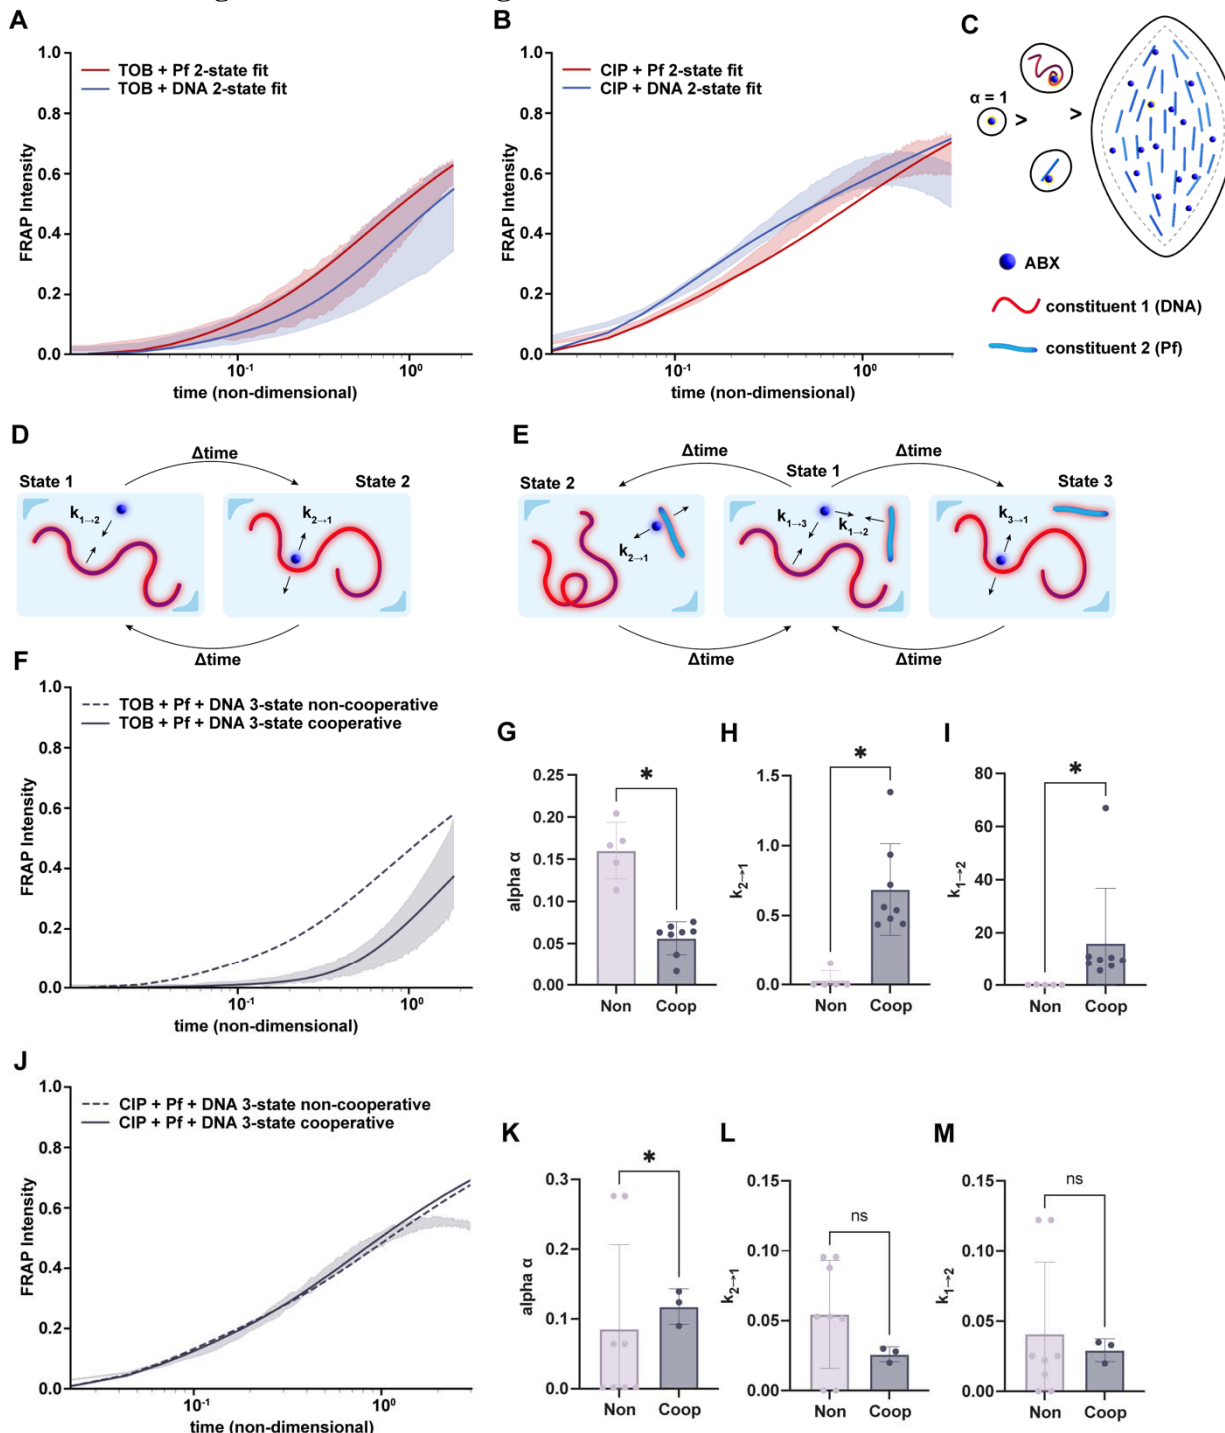 A
1.0
0.8
0.6
0.4
0.2
0.0
FRAP Intensity
TOB + Pf 2-state fit
TOB + DNA 2-state fit
10-1
100
time (non-dimensional)
B
1.0
0.8
0.6
0.4
0.2
0.0
FRAP Intensity
CIP + Pf 2-state fit
CIP + DNA 2-state fit
10-1
100
time (non-dimensional)
C
α = 1
>
>
ABX
constituent 1 (DNA)
constituent 2 (Pf)
D
Δtime
State 1
State 2
k1→2
k2→1
Δtime
E
Δtime
Δtime
State 2
State 1
State 3
k2→1
k1→3
k1→2
k3→1
Δtime
Δtime
F
1.0
0.8
0.6
0.4
0.2
0.0
FRAP Intensity
TOB + Pf + DNA 3-state non-cooperative
TOB + Pf + DNA 3-state cooperative
10-1
100
time (non-dimensional)
G
*
0.25
0.20
0.15
0.10
0.05
0.00
alpha α
Non
Coop
H
*
1.5
1.0
0.5
0.0
k2→1
Non
Coop
I
*
80
60
40
20
0
k1→2
Non
Coop
J
1.0
0.8
0.6
0.4
0.2
0.0
FRAP Intensity
CIP + Pf + DNA 3-state non-cooperative
CIP + Pf + DNA 3-state cooperative
10-1
100
time (non-dimensional)
K
*
0.3
0.2
0.1
0.0
alpha α
Non
Coop
L
ns
0.15
0.10
0.05
0.00
k2→1
Non
Coop
M
ns
0.15
0.10
0.05
0.00
k1→2
Non
Coop